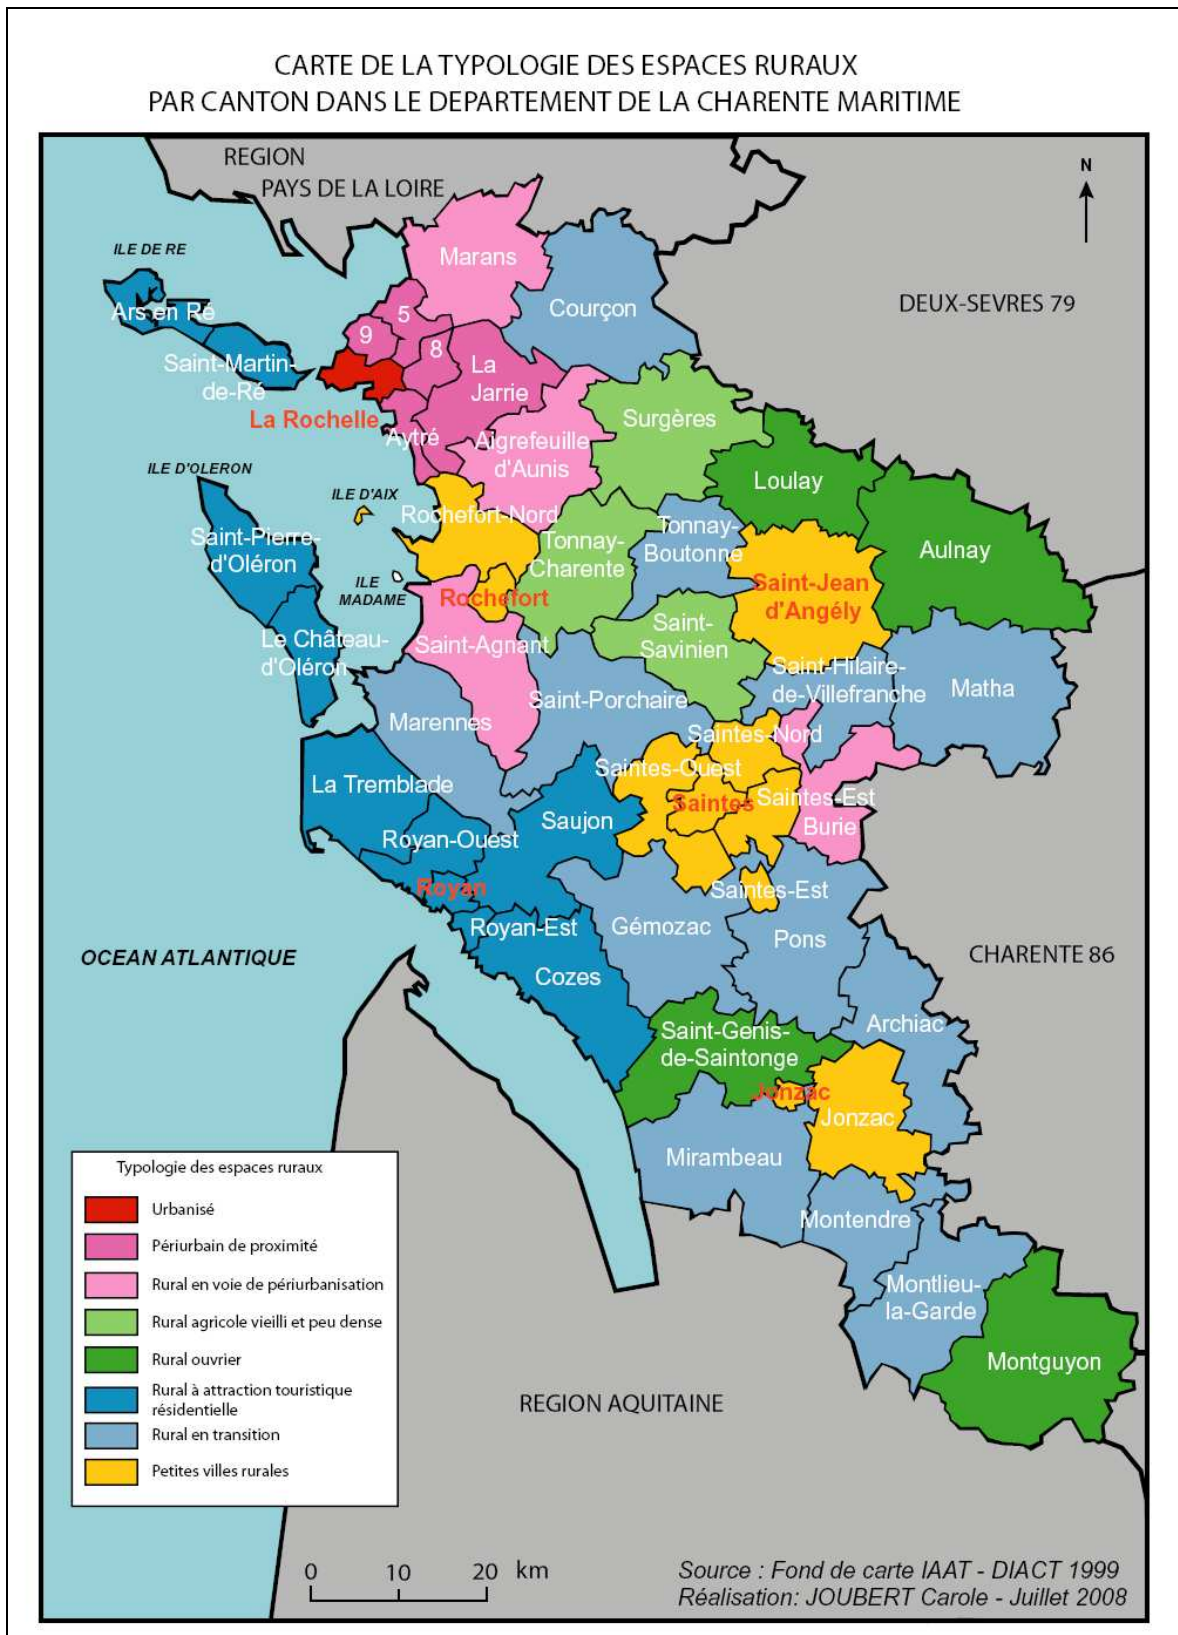 CARTE DE LA TYPOLOGIE DES ESPACES RURAUX
PAR CANTON DANS LE DEPARTEMENT DE LA CHARENTE MARITIME
REGION
PAYS DE LA LOIRE
N
ILE DE RE
Marans
Ars en Ré
Courçon
DEUX-SEVRES 79
5
9
8
Saint-Martin-
de-Ré
La
Jarrie
La Rochelle
Surgères
Aytré
Aigrefeuille
d'Aunis
ILE D'OLERON
Loulay
ILE D'AIX
Rochefort-Nord
Saint-Pierre-
d'Oléron
Tonnay-
Charente
Tonnay-
Boutonne
Aulnay
ILE
MADAME
Rochefort
Saint-Jean
d'Angély
Le Château-
d'Oléron
Saint-Agnant
Saint-
Savinien
Saint-Hilaire-
de-Villefranche
Matha
Saint-Porchaire
Marennes
Saintes-Nord
Saintes-Ouest
La Tremblade
Saintes
Saintes-Est
Saujon
Burie
Royan-Ouest
Royan
Saintes-Est
Royan-Est
Gémozac
Pons
OCEAN ATLANTIQUE
CHARENTE 86
Cozes
Archiac
Saint-Genis-
de-Saintonge
Jonzac
Jonzac
Mirambeau
Montendre
Montlieu-
la-Garde
Montguyon
REGION AQUITAINE
Typologie des espaces ruraux
Urbanisé
Périurbain de proximité
Rural en voie de périurbanisation
Rural agricole vieilli et peu dense
Rural ouvrier
Rural à attraction touristique
résidentielle
Rural en transition
Petites villes rurales
0 10 20 km
Source : Fond de carte IAAT - DIACT 1999
Réalisation: JOUBERT Carole - Juillet 2008